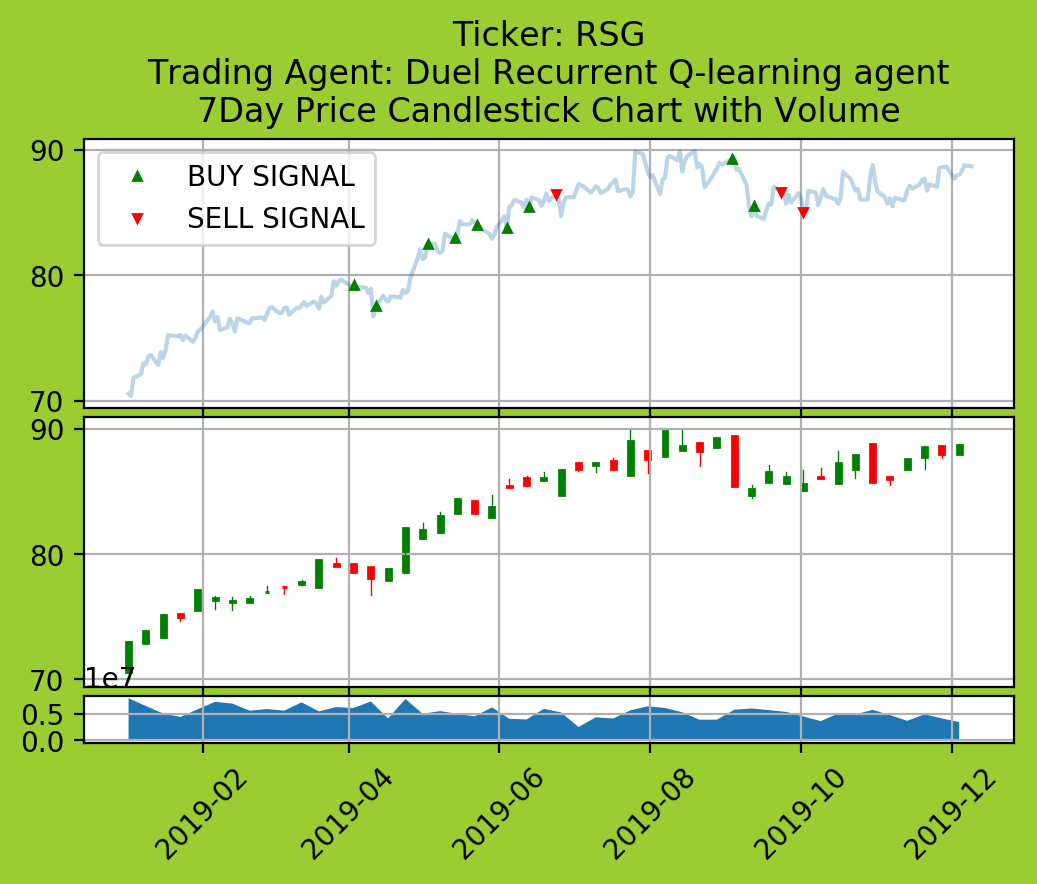 Ticker: RSG
Trading Agent: Duel Recurrent Q-learning agent
7Day Price Candlestick Chart with Volume
90
BUY SIGNAL
SELL SIGNAL
80
70
90
80
70
1e7
0.5
0.0
2019-02
2019-04
2019-06
2019-08
2019-10
2019-12